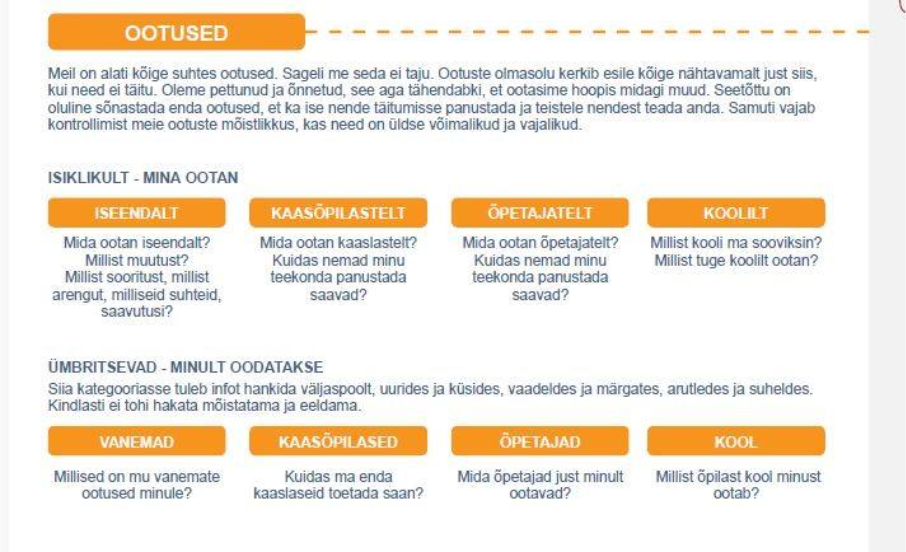 OOTUSED
Meil on alati kõige suhtes ootused. Sageli me seda ei taju. Ootuste olmasolu kerkib esile kõige nähtavamalt just siis,
kui need ei täitu. Oleme pettunud ja õnnetud, see aga tähendabki, et ootasime hoopis midagi muud. Seetõttu on
oluline sõnastada enda ootused, et ka ise nende täitumisse panustada ja teistele nendest teada anda. Samuti vajab
kontrollimist meie ootuste mõistlikkus, kas need on üldse võimalikud ja vajalikud.
ISIKLIKULT - MINA OOTAN
ISEENDALT
Mida ootan iseendalt?
Millist muutust?
Millist sooritust, millist
arengut, milliseid suhteid,
saavutusi?
KAASÕPILASTELT
Mida ootan kaaslastelt?
Kuidas nemad minu
teekonda panustada
saavad?
ÕPETAJATELT
Mida ootan õpetajatelt?
Kuidas nemad minu
teekonda panustada
saavad?
KOOLILT
Millist kooli ma sooviksin?
Millist tuge koolilt ootan?
ÜMBRITSEVAD - MINULT OODATAKSE
Siia kategooriasse tuleb infot hankida väljaspoolt, uurides ja küsides, vaadeldes ja märgates, arutledes ja suheldes.
Kindlasti ei tohi hakata mõistatama ja eeldama.
VANEMAD
Millised on mu vanemate
ootused minule?
KAASÕPILASED
Kuidas ma enda
kaaslaseid toetada saan?
ÕPETAJAD
Mida õpetajad just minult
ootavad?
KOOL
Millist õpilast kool minust
ootab?